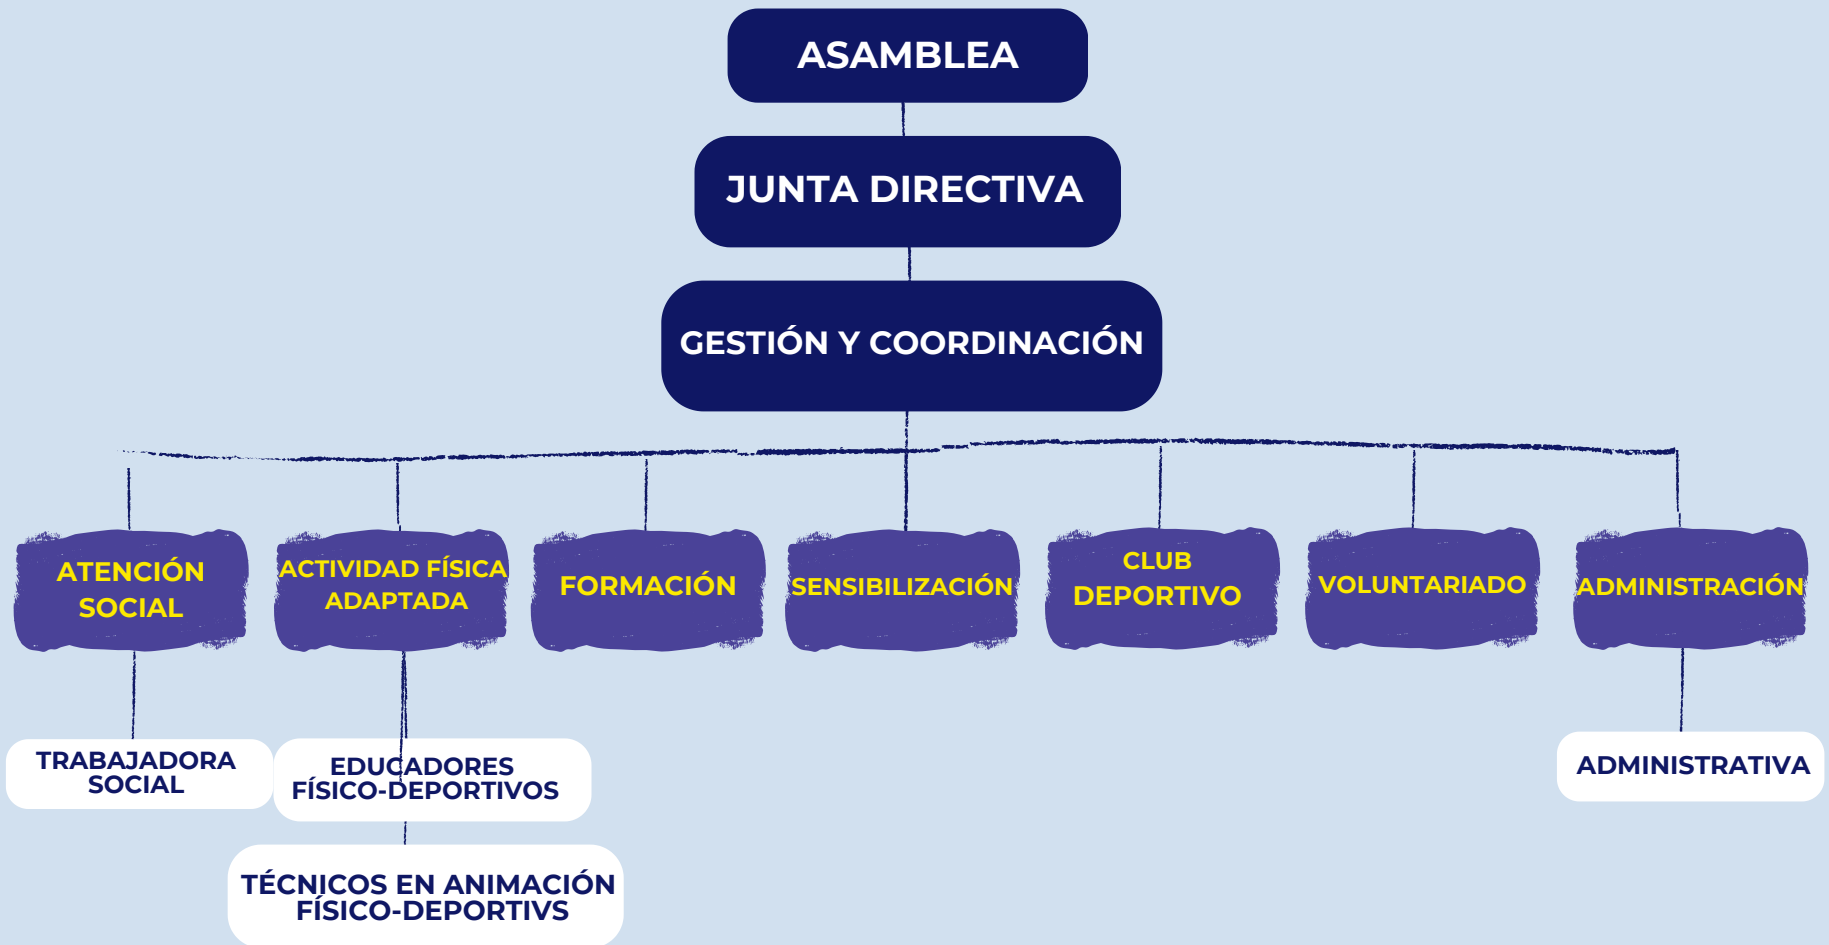 ASAMBLEA
JUNTA DIRECTIVA
GESTIÓN Y COORDINACIÓN
ATENCIÓN
SOCIAL
ACTIVIDAD FÍSICA
ADAPTADA
FORMACIÓN
SENSIBILIZACIÓN
CLUB
DEPORTIVO
VOLUNTARIADO
ADMINISTRACIÓN
TRABAJADORA
SOCIAL
EDUCADORES
FÍSICO-DEPORTIVOS
ADMINISTRATIVA
TÉCNICOS EN ANIMACIÓN
FÍSICO-DEPORTIVS